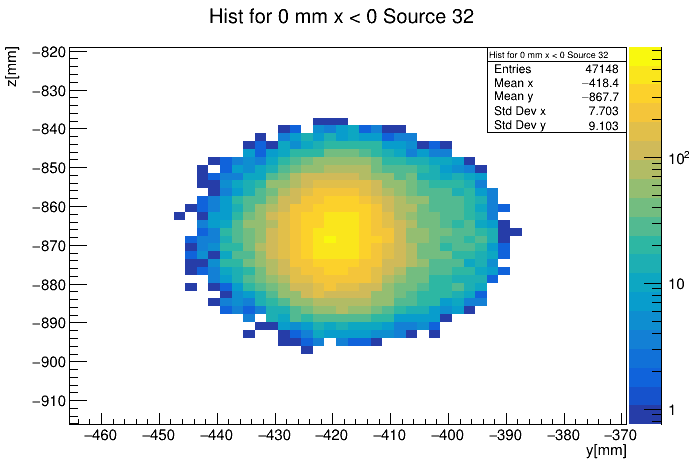 Hist for 0 mm x < 0 Source 32
z[mm]
Hist for 0 mm x < 0 Source 32
Entries 47148
Mean x −418.4
Mean y −867.7
Std Dev x 7.703
Std Dev y 9.103
−820
−830
−840
−850
−860
−870
−880
−890
−900
−910
10²
10
1
−460 −450 −440 −430 −420 −410 −400 −390 −380 −370
y[mm]